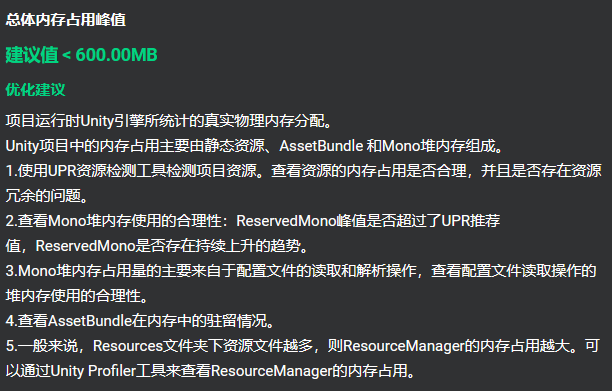 总体内存占用峰值
建议值 < 600.00MB
优化建议
项目运行时Unity引擎所统计的真实物理内存分配。
Unity项目中的内存占用主要由静态资源、AssetBundle 和Mono堆内存组成。
1.使用UPR资源检测工具检测项目资源。查看资源的内存占用是否合理，并且是否存在资源
冗余的问题。
2.查看Mono堆内存使用的合理性：ReservedMono峰值是否超过了UPR推荐
值，ReservedMono是否存在持续上升的趋势。
3.Mono堆内存占用量的主要来自于配置文件的读取和解析操作，查看配置文件读取操作的
堆内存使用的合理性。
4.查看AssetBundle在内存中的驻留情况。
5.一般来说，Resources文件夹下资源文件越多，则ResourceManager的内存占用越大。可
以通过Unity Profiler工具来查看ResourceManager的内存占用。